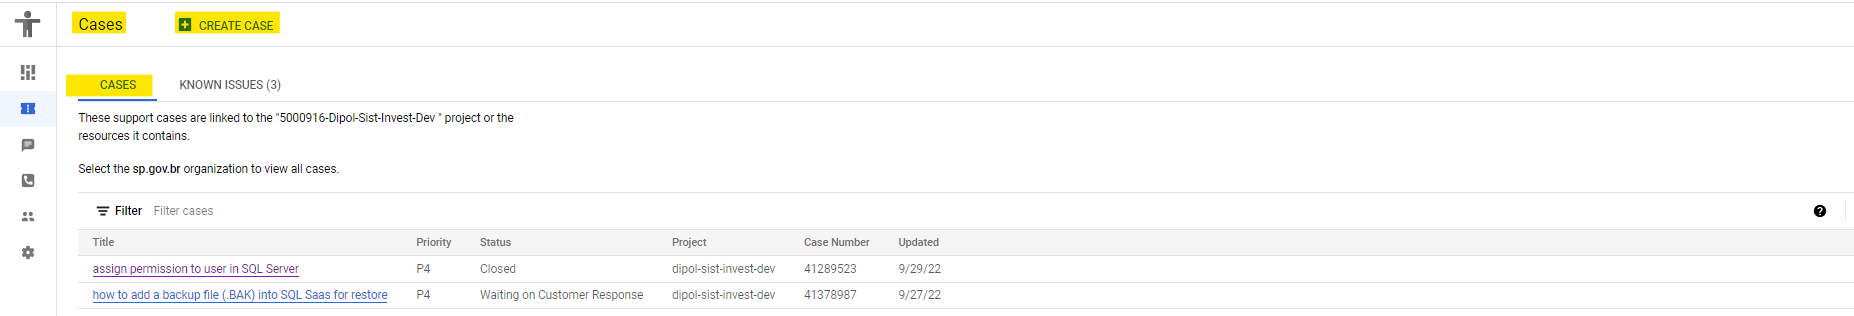 Cases CREATE CASE
CASES KNOWN ISSUES (3)
These support cases are linked to the "5000916-Dipol-Sist-Invest-Dev " project or the
resources it contains.
Select the sp.gov.br organization to view all cases.
Filter Filter cases
Title Priority Status Project Case Number Updated
assign permission to user in SQL Server P4 Closed dipol-sist-invest-dev 41289523 9/29/22
how to add a backup file (.BAK) into SQL Saas for restore P4 Waiting on Customer Response dipol-sist-invest-dev 41378987 9/27/22